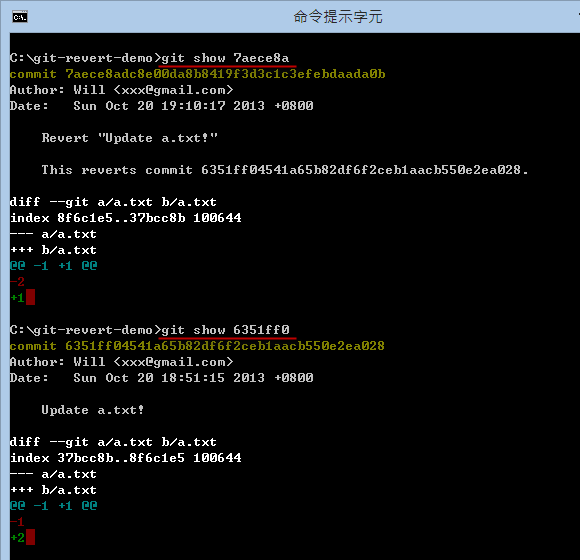 命令提示字元
C:\git-revert-demo>git show 7aece8a
commit 7aece8adc8e00da8b8419f3d3c1c3efebdaada0b
Author: Will <xxx@gmail.com>
Date:   Sun Oct 20 19:10:17 2013 +0800
    Revert "Update a.txt!"
    This reverts commit 6351ff04541a65b82df6f2ceb1aacb550e2ea028.
diff --git a/a.txt b/a.txt
index 8f6c1e5..37bcc8b 100644
--- a/a.txt
+++ b/a.txt
@@ -1 +1 @@
-2
+1
C:\git-revert-demo>git show 6351ff0
commit 6351ff04541a65b82df6f2ceb1aacb550e2ea028
Author: Will <xxx@gmail.com>
Date:   Sun Oct 20 18:51:15 2013 +0800
    Update a.txt!
diff --git a/a.txt b/a.txt
index 37bcc8b..8f6c1e5 100644
--- a/a.txt
+++ b/a.txt
@@ -1 +1 @@
-1
+2